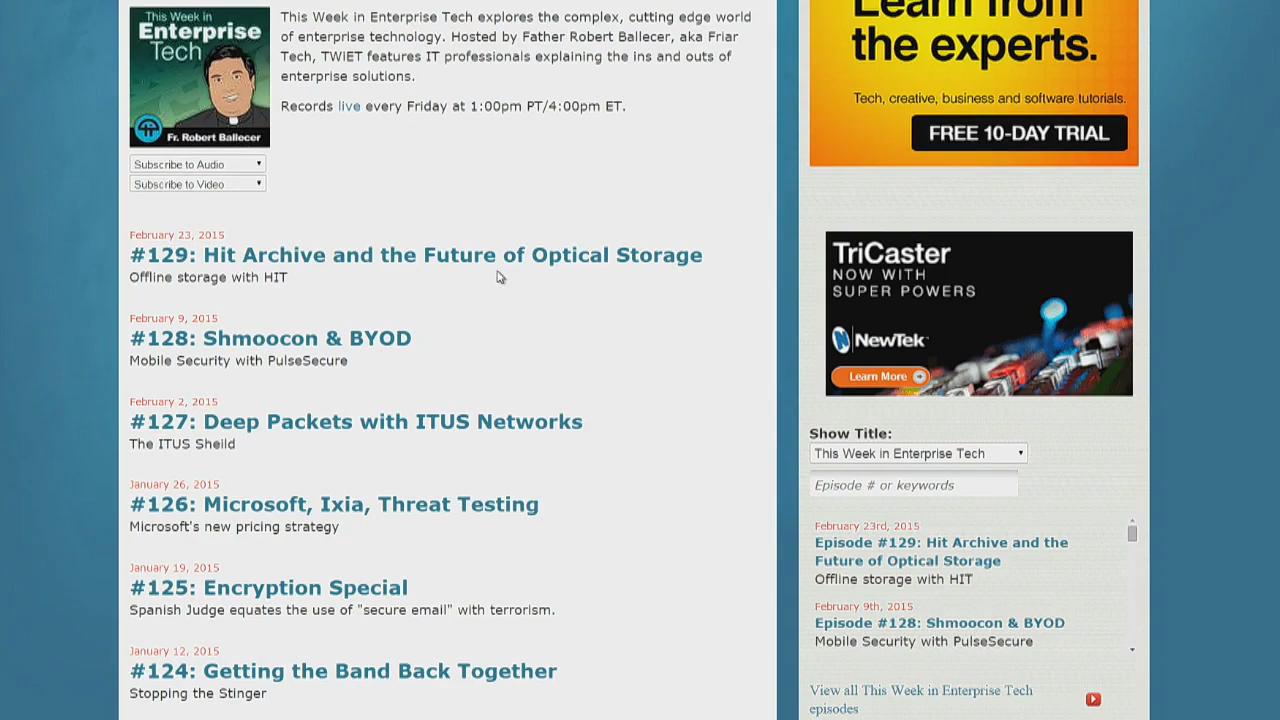 This Week in
Enterprise
Tech
Fr. Robert Ballecer
This Week in Enterprise Tech explores the complex, cutting edge world
of enterprise technology. Hosted by Father Robert Ballecer, aka Friar
Tech, TWiET features IT professionals explaining the ins and outs of
enterprise solutions.
Records live every Friday at 1:00pm PT/4:00pm ET.
Subscribe to Audio
Subscribe to Video
February 23, 2015
#129: Hit Archive and the Future of Optical Storage
Offline storage with HIT
February 9, 2015
#128: Shmoocon & BYOD
Mobile Security with PulseSecure
February 2, 2015
#127: Deep Packets with ITUS Networks
The ITUS Sheild
January 26, 2015
#126: Microsoft, Ixia, Threat Testing
Microsoft's new pricing strategy
January 19, 2015
#125: Encryption Special
Spanish Judge equates the use of "secure email" with terrorism.
January 12, 2015
#124: Getting the Band Back Together
Stopping the Stinger
Learn from
the experts.
Tech, creative, business and software tutorials.
FREE 10-DAY TRIAL
TriCaster
NOW WITH
SUPER POWERS
NewTek
Learn More
Show Title:
This Week in Enterprise Tech
Episode # or keywords
February 23rd, 2015
Episode #129: Hit Archive and the
Future of Optical Storage
Offline storage with HIT
February 9th, 2015
Episode #128: Shmoocon & BYOD
Mobile Security with PulseSecure
View all This Week in Enterprise Tech
episodes